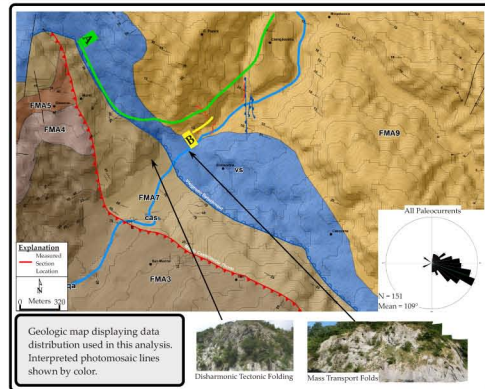 A
FMA5
FMA4
B
FMA9
vs
FMA7
cas
FMA3
All Paleocurrents
N = 151
Mean = 109°
Explanation
Measured
Section
Location
N
Meters 320
0
Geologic map displaying data
distribution used in this analysis.
Interpreted photomosaic lines
shown by color.
Disharmonic Tectonic Folding
Mass Transport Folds